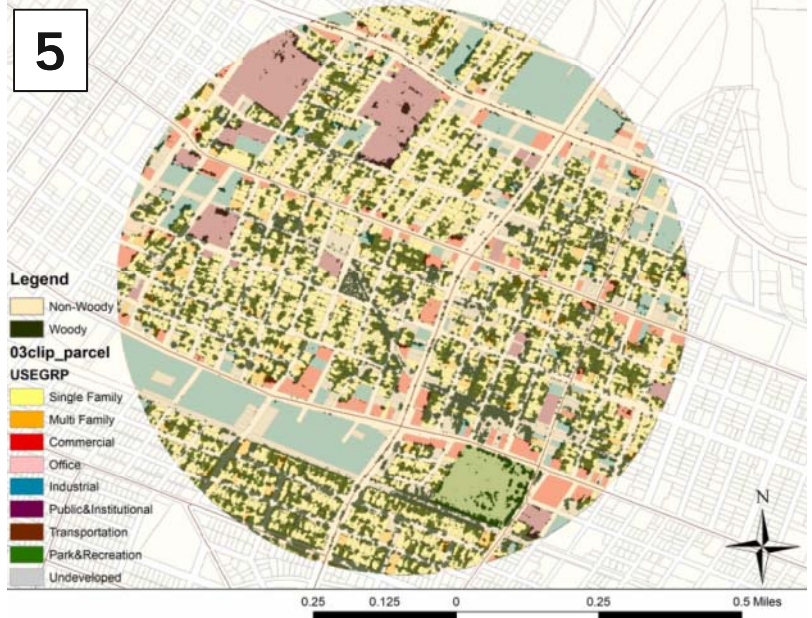 5
Legend
Non-Woody
Woody
03clip_parcel
USEGRP
Single Family
Multi Family
Commercial
Office
Industrial
Public&Institutional
Transportation
Park&Recreation
Undeveloped
N
0.25 0.125 0 0.25 0.5 Miles